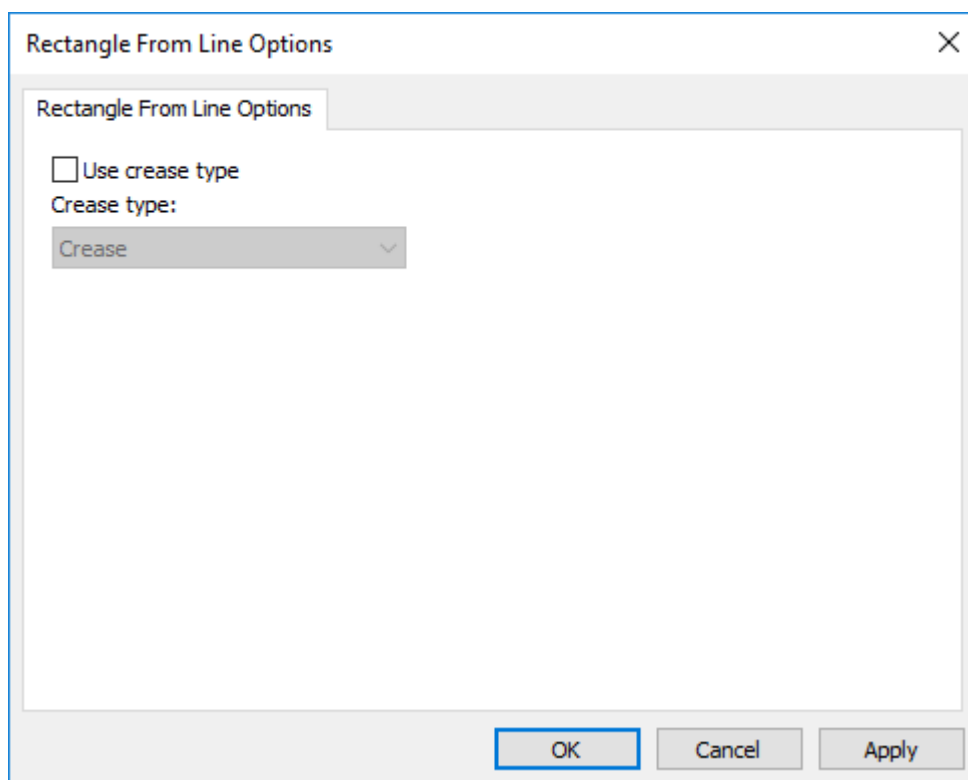 Rectangle From Line Options
Rectangle From Line Options
Use crease type
Crease type:
Crease
OK Cancel Apply